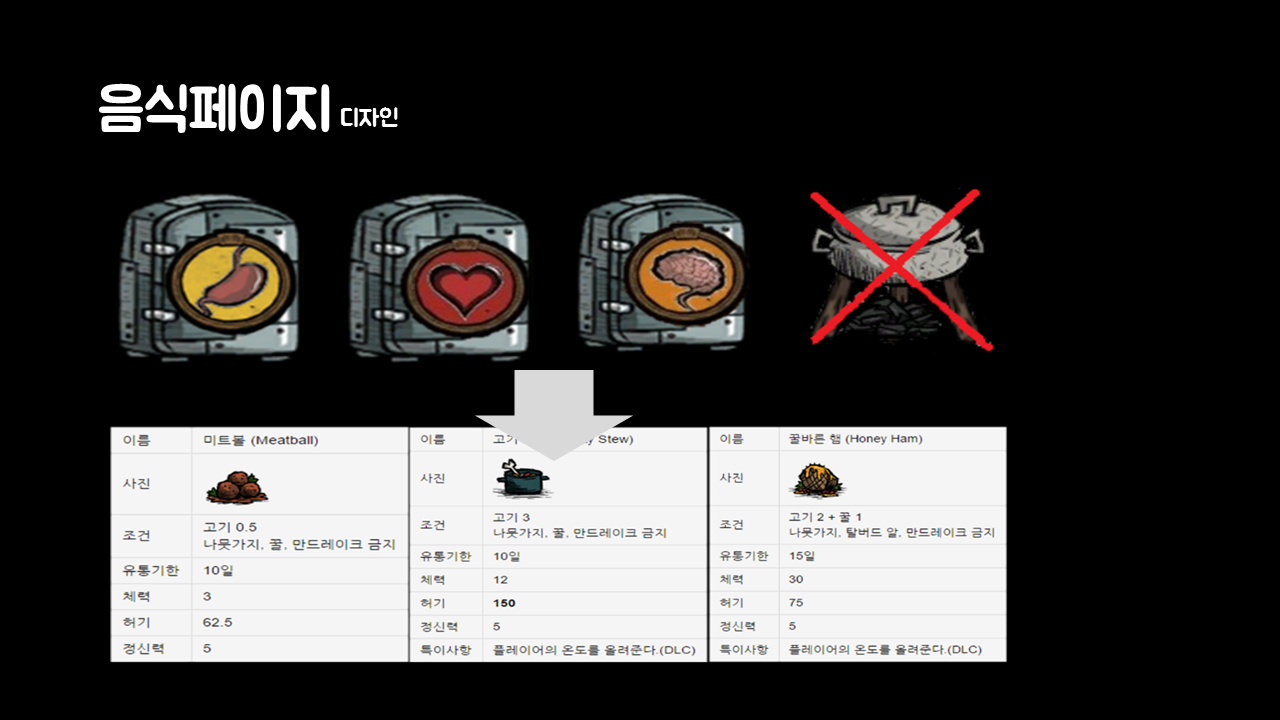 음식페이지 디자인
이름 미트볼 (Meatball)
사진
조건 고기 0.5
나뭇가지, 꿀, 만드레이크 금지
유통기한 10일
체력 3
허기 62.5
정신력 5
이름 고기 Stew)
사진
조건 고기 3
나뭇가지, 꿀, 만드레이크 금지
유통기한 10일
체력 12
허기 150
정신력 5
특이사항 플레이어의 온도를 올려준다.(DLC)
이름 꿀바른 햄 (Honey Ham)
사진
조건 고기 2 + 꿀 1
나뭇가지, 탈버드 알, 만드레이크 금지
유통기한 15일
체력 30
허기 75
정신력 5
특이사항 플레이어의 온도를 올려준다.(DLC)